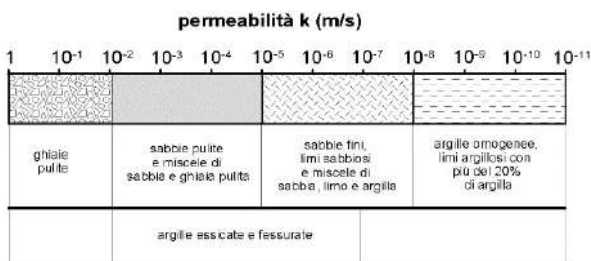 permeabilità k (m/s)
1 10⁻¹ 10⁻² 10⁻³ 10⁻⁴ 10⁻⁵ 10⁻⁶ 10⁻⁷ 10⁻⁸ 10⁻⁹ 10⁻¹⁰ 10⁻¹¹
ghiaie
pulite
sabbie pulite
e miscele di
sabbia e ghiaia pulita
sabbie fini,
limi sabbiosi
e miscele di
sabbia, limo e argilla
argille omogenee,
limi argillosi con
più del 20%
di argilla
argille essicate e fessurate